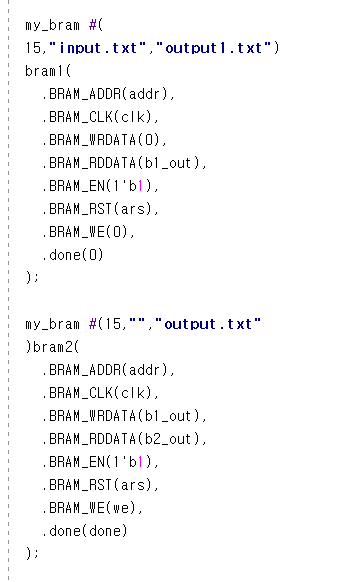 my_bram #(
15,"input.txt","output1.txt")
bram1(
.BRAM_ADDR(addr),
.BRAM_CLK(clk),
.BRAM_WRDATA(0),
.BRAM_RDDATA(b1_out),
.BRAM_EN(1'b1),
.BRAM_RST(ars),
.BRAM_WE(0),
.done(0)
);
my_bram #(15,"","output.txt"
)bram2(
.BRAM_ADDR(addr),
.BRAM_CLK(clk),
.BRAM_WRDATA(b1_out),
.BRAM_RDDATA(b2_out),
.BRAM_EN(1'b1),
.BRAM_RST(ars),
.BRAM_WE(we),
.done(done)
);